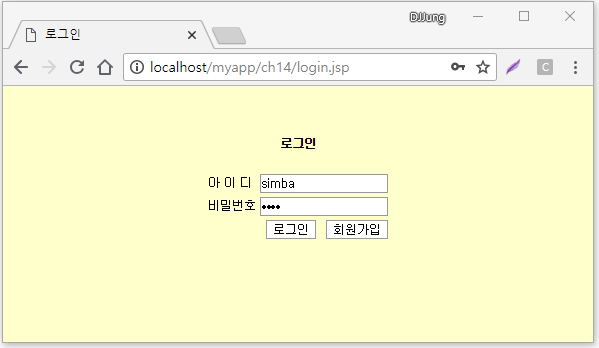 DJJung
로그인
localhost/myapp/ch14/login.jsp
C
로그인
아 이 디 simba
비밀번호 ••••
로그인 회원가입